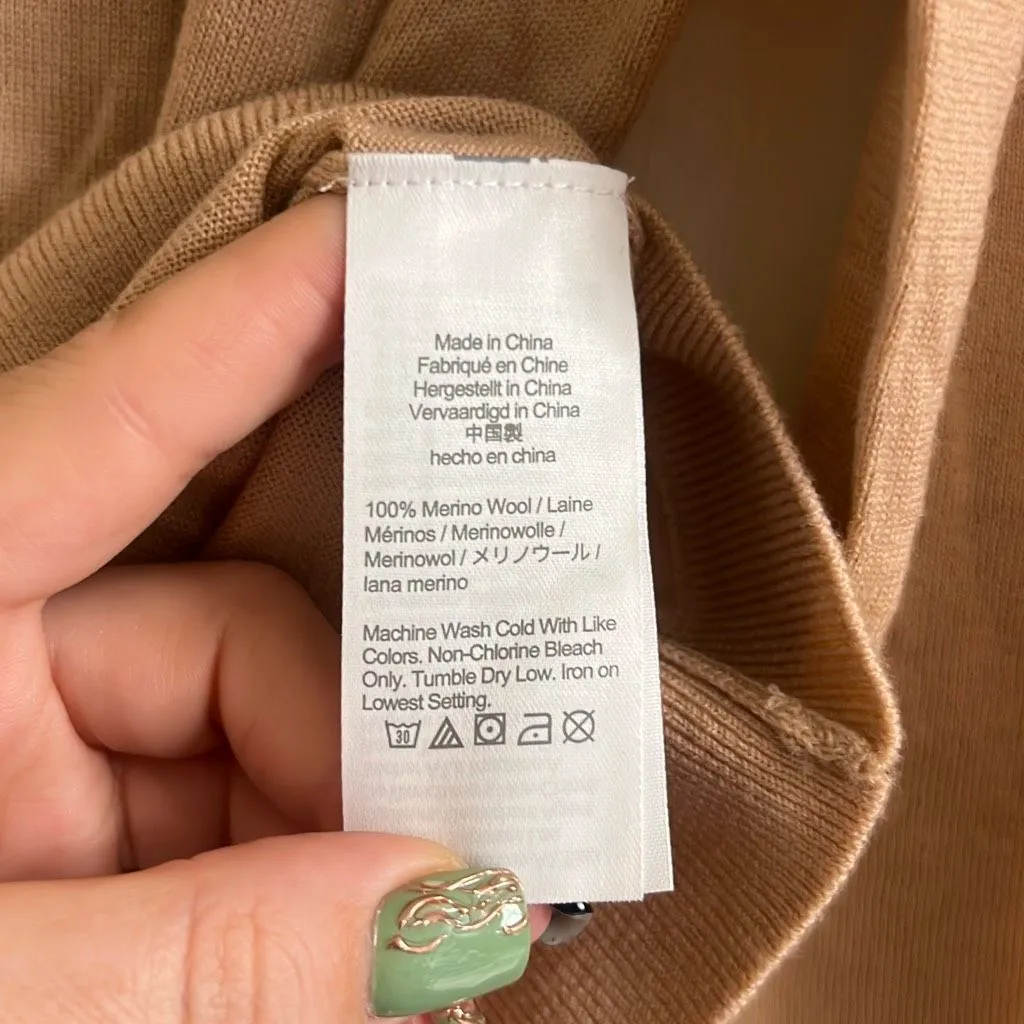 Made in China
Fabriqué en Chine
Hergestellt in China
Vervaardigd in China
中国製
hecho en china
100% Merino Wool / Laine
Mérinos / Merinowolle /
Merinowol / メリノウール /
lana merino
Machine Wash Cold With Like
Colors. Non-Chlorine Bleach
Only. Tumble Dry Low. Iron on
Lowest Setting.
30